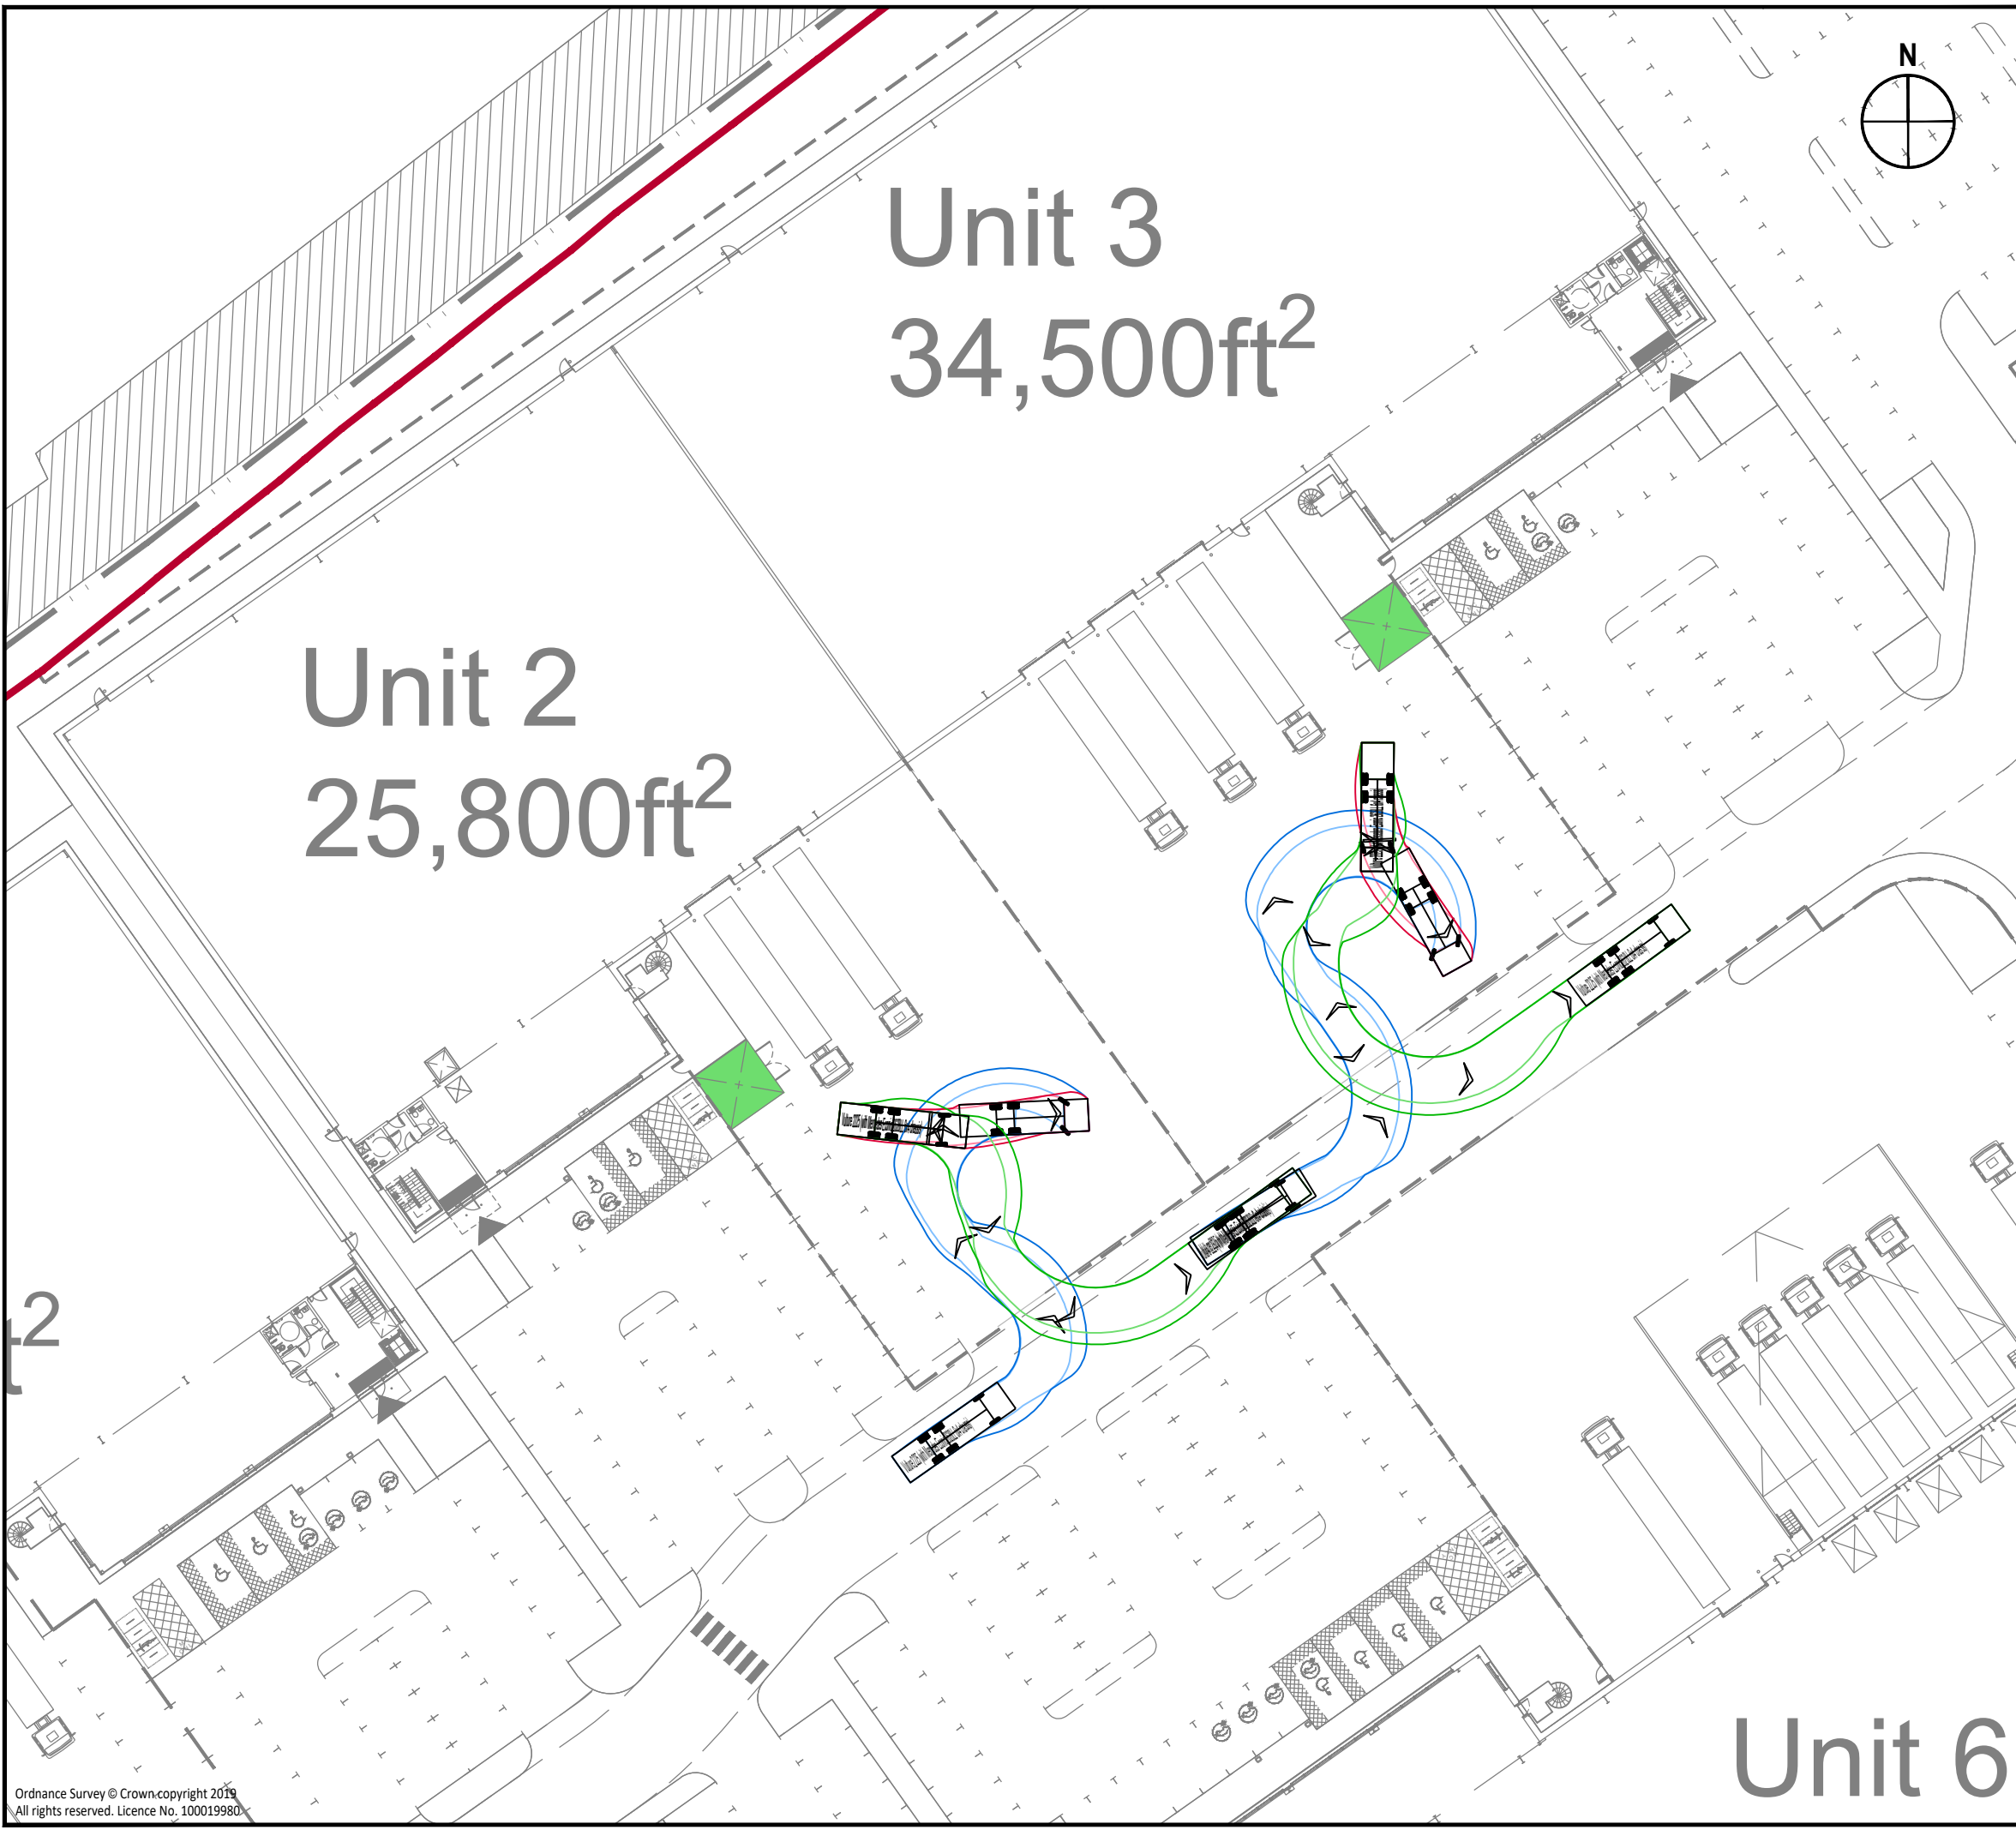 N
Unit 3
34,500ft²
Unit 2
25,800ft²
Unit 6
Ordnance Survey © Crown copyright 2019
All rights reserved. Licence No. 100019980